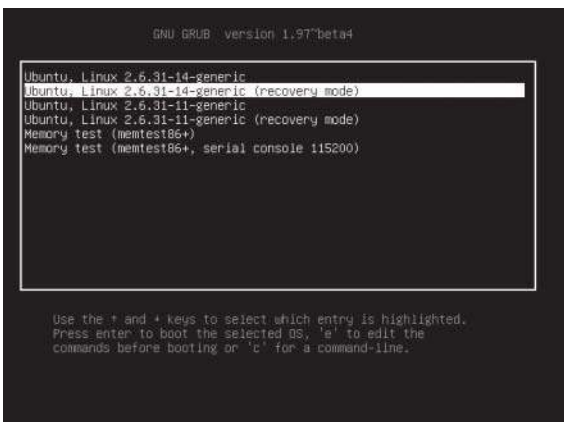 GNU GRUB  version 1.97~beta4
Ubuntu, Linux 2.6.31-14-generic
Ubuntu, Linux 2.6.31-14-generic (recovery mode)
Ubuntu, Linux 2.6.31-11-generic
Ubuntu, Linux 2.6.31-11-generic (recovery mode)
Memory test (memtest86+)
Memory test (memtest86+, serial console 115200)
Use the ↑ and ↓ keys to select which entry is highlighted.
Press enter to boot the selected OS, 'e' to edit the
commands before booting or 'c' for a command-line.